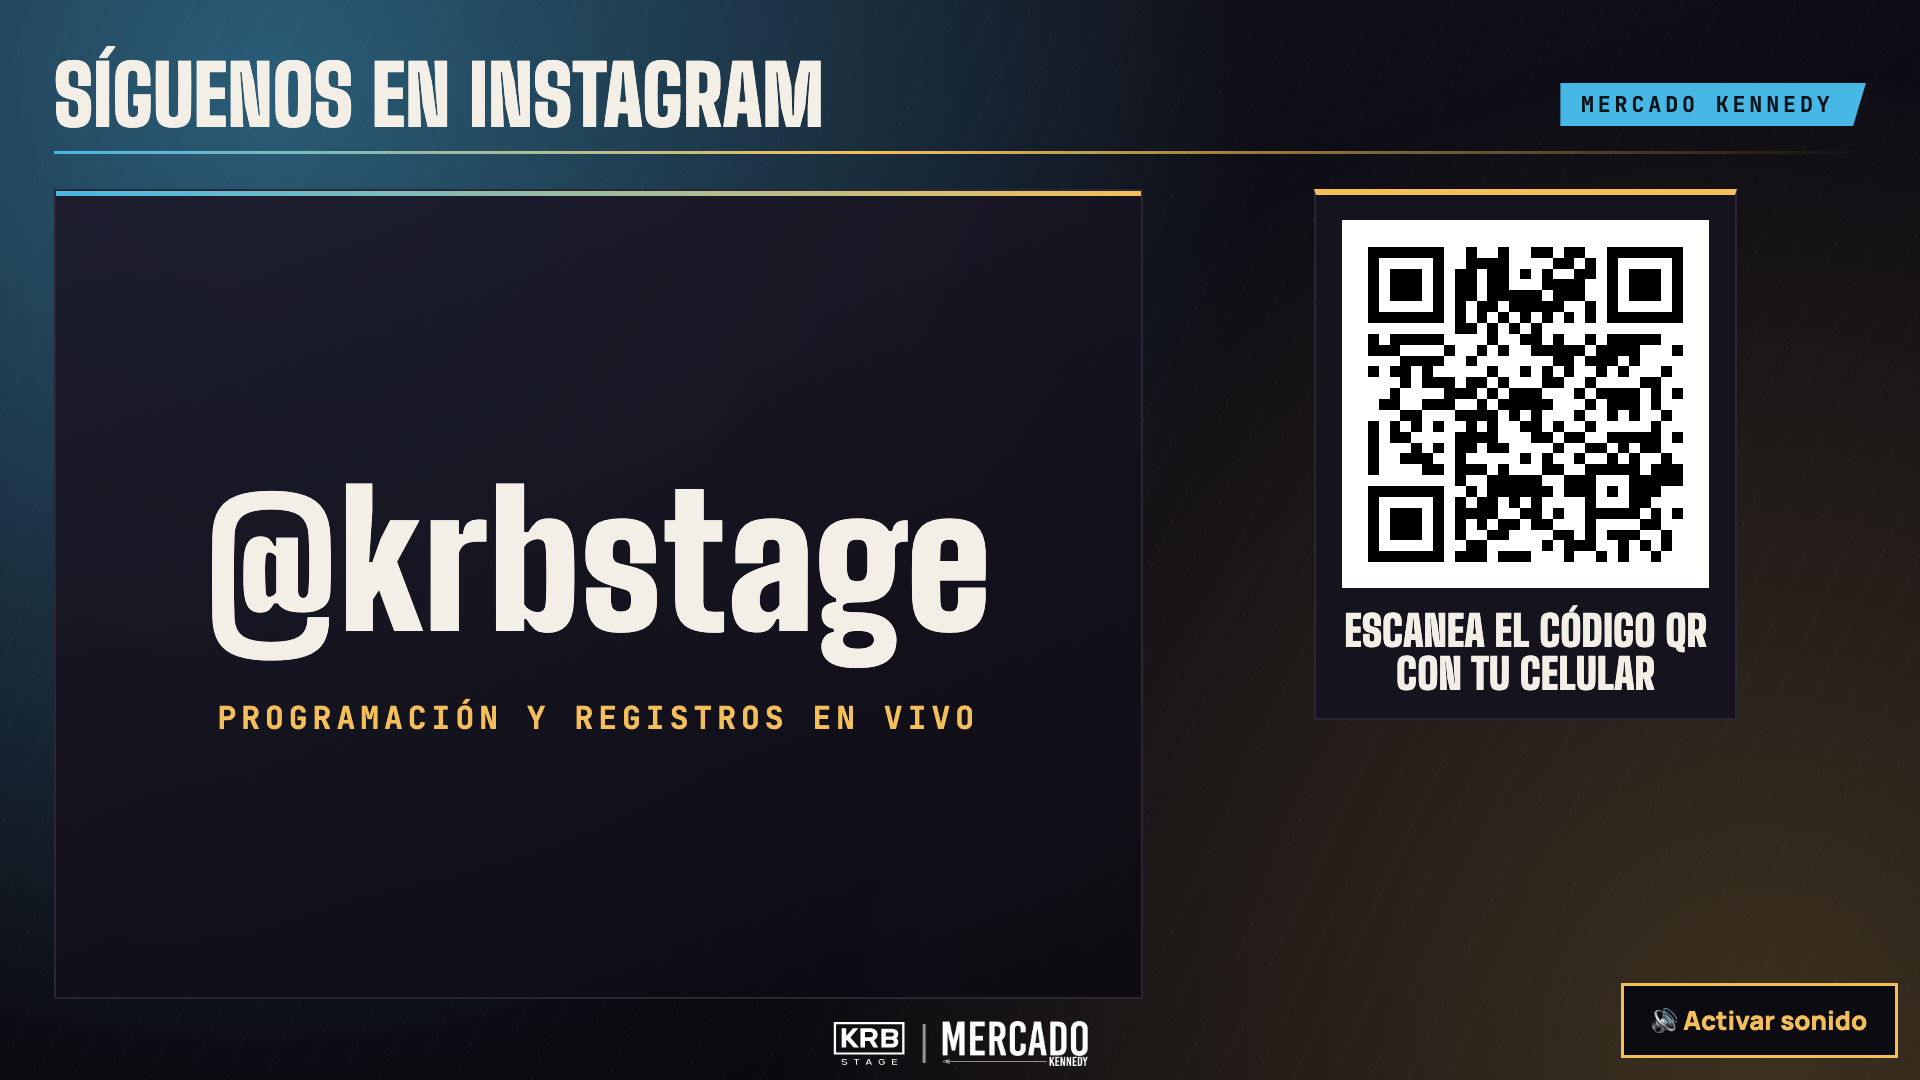 SÍGUENOS EN INSTAGRAM
MERCADO KENNEDY
@krbstage
PROGRAMACIÓN Y REGISTROS EN VIVO
ESCANEA EL CÓDIGO QR
CON TU CELULAR
KRB
STAGE
MERCADO
KENNEDY
🔊 Activar sonido